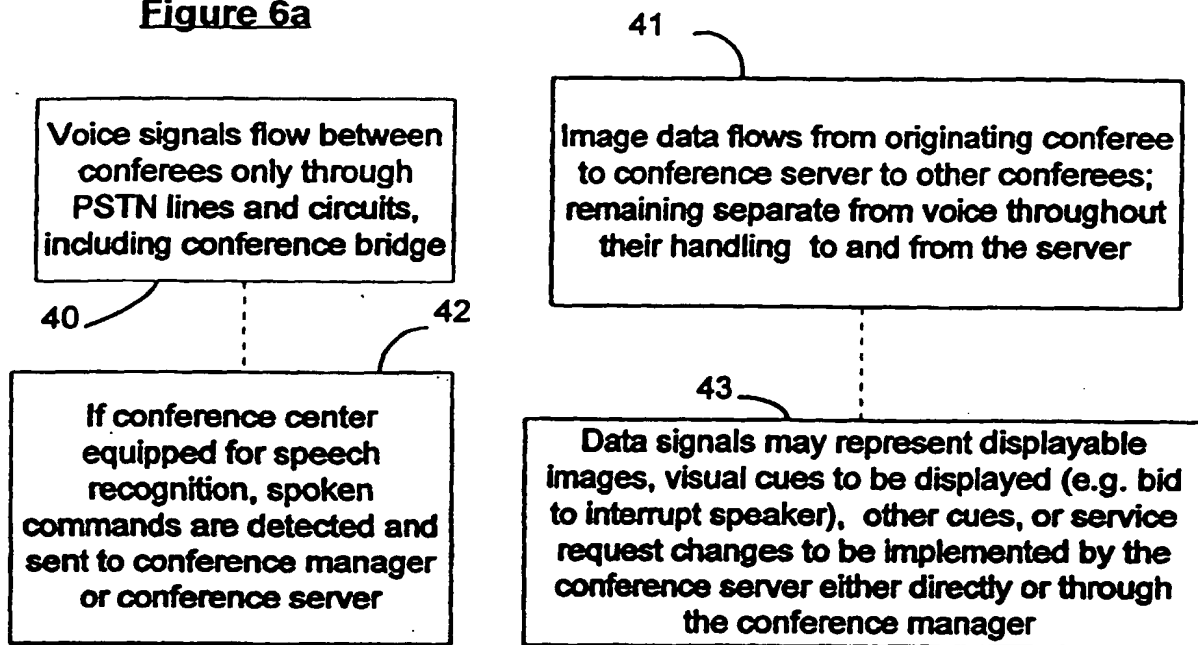 Figure 6a
41
Voice signals flow between
conferees only through
PSTN lines and circuits,
including conference bridge
Image data flows from originating conferee
to conference server to other conferees;
remaining separate from voice throughout
their handling to and from the server
40
42
If conference center
equipped for speech
recognition, spoken
commands are detected and
sent to conference manager
or conference server
43
Data signals may represent displayable
images, visual cues to be displayed (e.g. bid
to interrupt speaker), other cues, or service
request changes to be implemented by the
conference server either directly or through
the conference manager